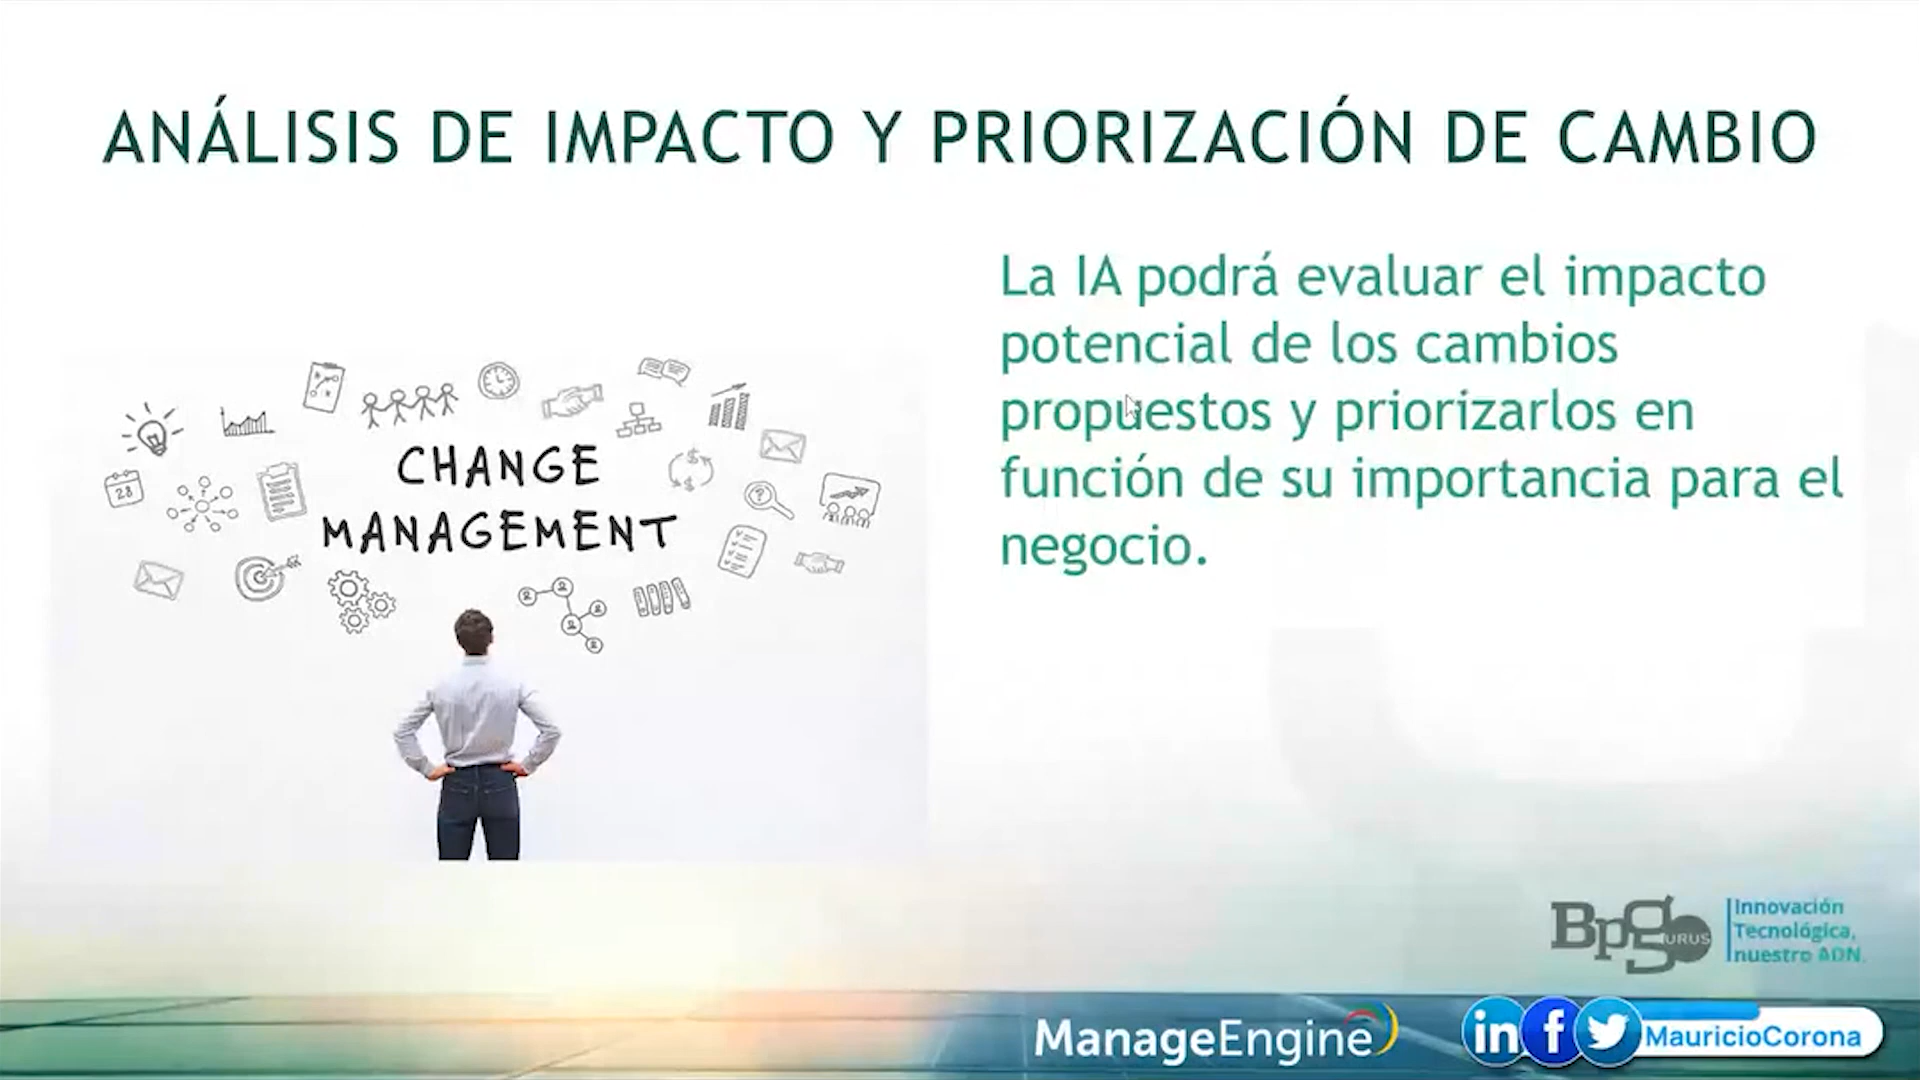 ANÁLISIS DE IMPACTO Y PRIORIZACIÓN DE CAMBIO
La IA podrá evaluar el impacto
potencial de los cambios
propuestos y priorizarlos en
función de su importancia para el
negocio.
CHANGE
MANAGEMENT
28
BpgURUS
Innovación
Tecnológica,
nuestro ADN.
ManageEngine
in f MauricioCorona